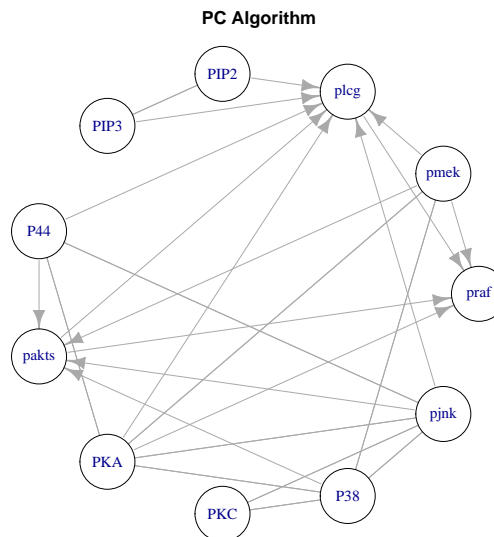 PC Algorithm
PIP2
plcg
PIP3
pmek
P44
praf
pakts
pjnk
PKA
P38
PKC